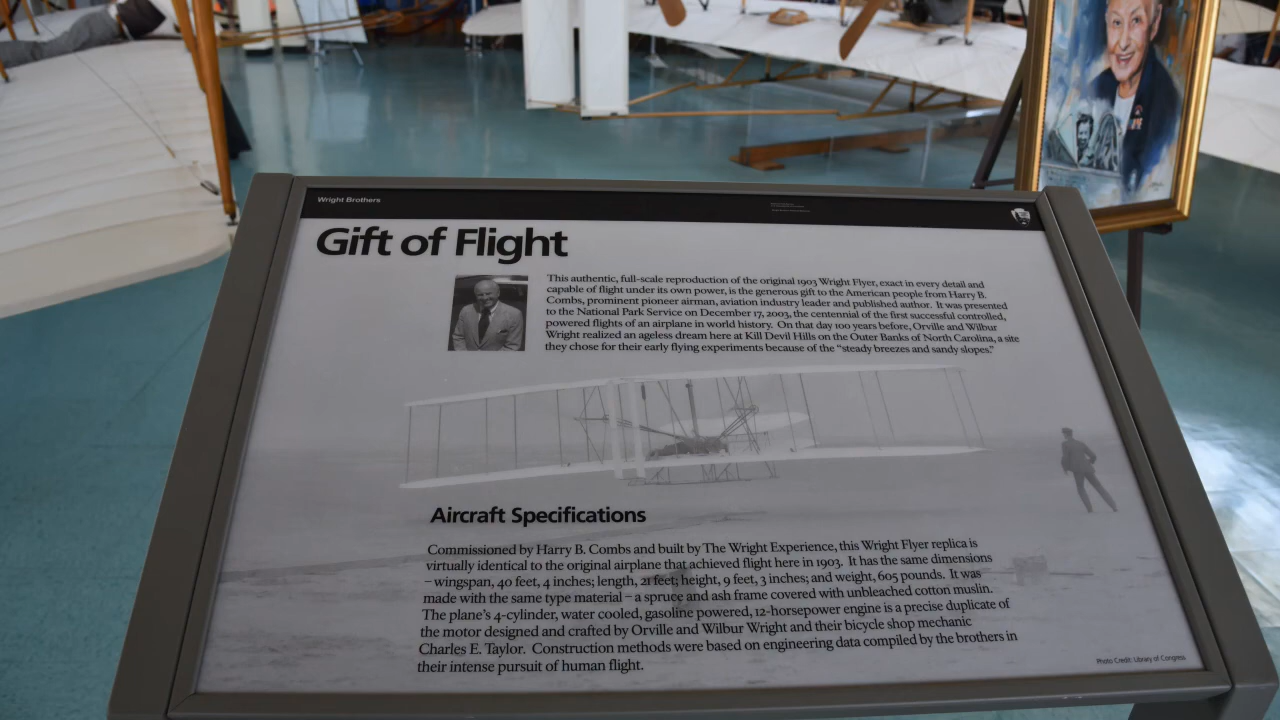 Wright Brothers
Gift of Flight
This authentic, full-scale reproduction of the original 1903 Wright Flyer, exact in every detail and
capable of flight under its own power, is the generous gift to the American people from Harry B.
Combs, prominent pioneer airman, aviation industry leader and published author. It was presented
to the National Park Service on December 17, 2003, the centennial of the first successful controlled,
powered flights of an airplane in world history. On that day 100 years before, Orville and Wilbur
Wright realized an ageless dream here at Kill Devil Hills on the Outer Banks of North Carolina, a site
they chose for their early flying experiments because of the “steady breezes and sandy slopes.”
Aircraft Specifications
Commissioned by Harry B. Combs and built by The Wright Experience, this Wright Flyer replica is
virtually identical to the original airplane that achieved flight here in 1903. It has the same dimensions
– wingspan, 40 feet, 4 inches; length, 21 feet; height, 9 feet, 3 inches; and weight, 605 pounds. It was
made with the same type material – a spruce and ash frame covered with unbleached cotton muslin.
The plane's 4-cylinder, water cooled, gasoline powered, 12-horsepower engine is a precise duplicate of
the motor designed and crafted by Orville and Wilbur Wright and their bicycle shop mechanic
Charles E. Taylor. Construction methods were based on engineering data compiled by the brothers in
their intense pursuit of human flight.
Photo Credit: Library of Congress